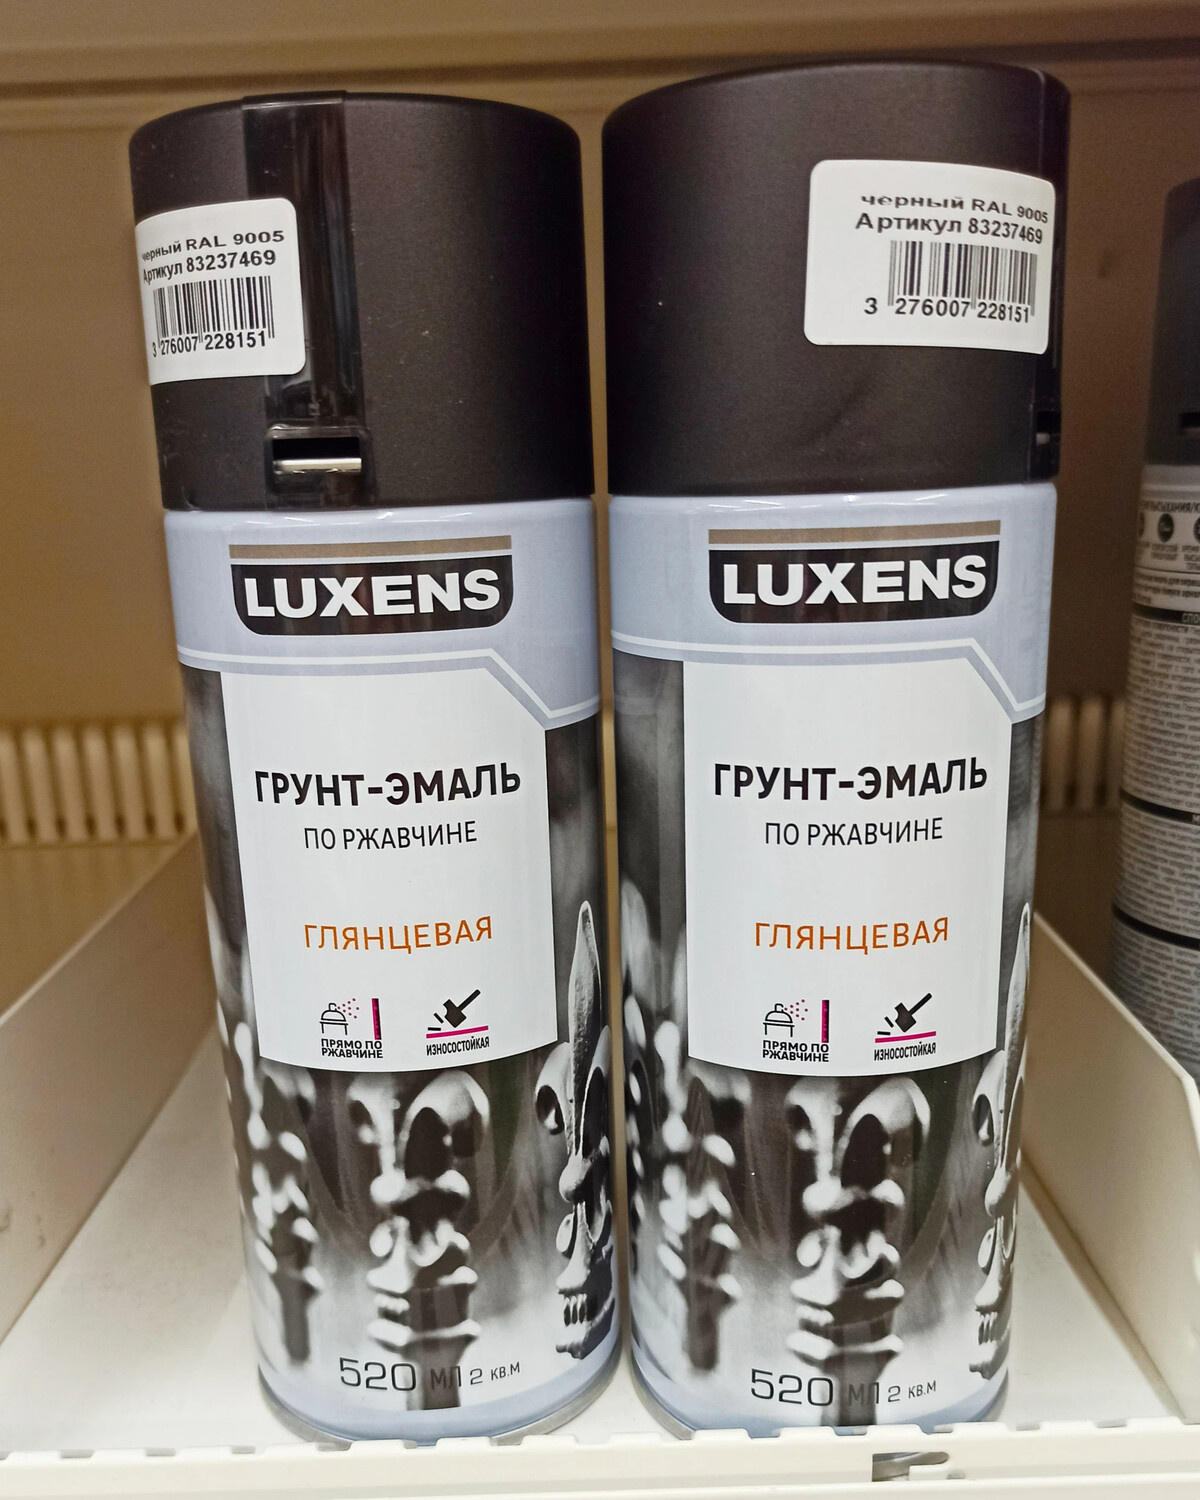 черный RAL 9005
Артикул 83237469
3 276007 228151
LUXENS
ГРУНТ-ЭМАЛЬ
ПО РЖАВЧИНЕ
ГЛЯНЦЕВАЯ
ПРЯМО ПО
РЖАВЧИНЕ
ИЗНОСОСТОЙКАЯ
520 МЛ 2 КВ.М
черный RAL 9005
Артикул 83237469
3 276007 228151
LUXENS
ГРУНТ-ЭМАЛЬ
ПО РЖАВЧИНЕ
ГЛЯНЦЕВАЯ
ПРЯМО ПО
РЖАВЧИНЕ
ИЗНОСОСТОЙКАЯ
520 МЛ 2 КВ.М